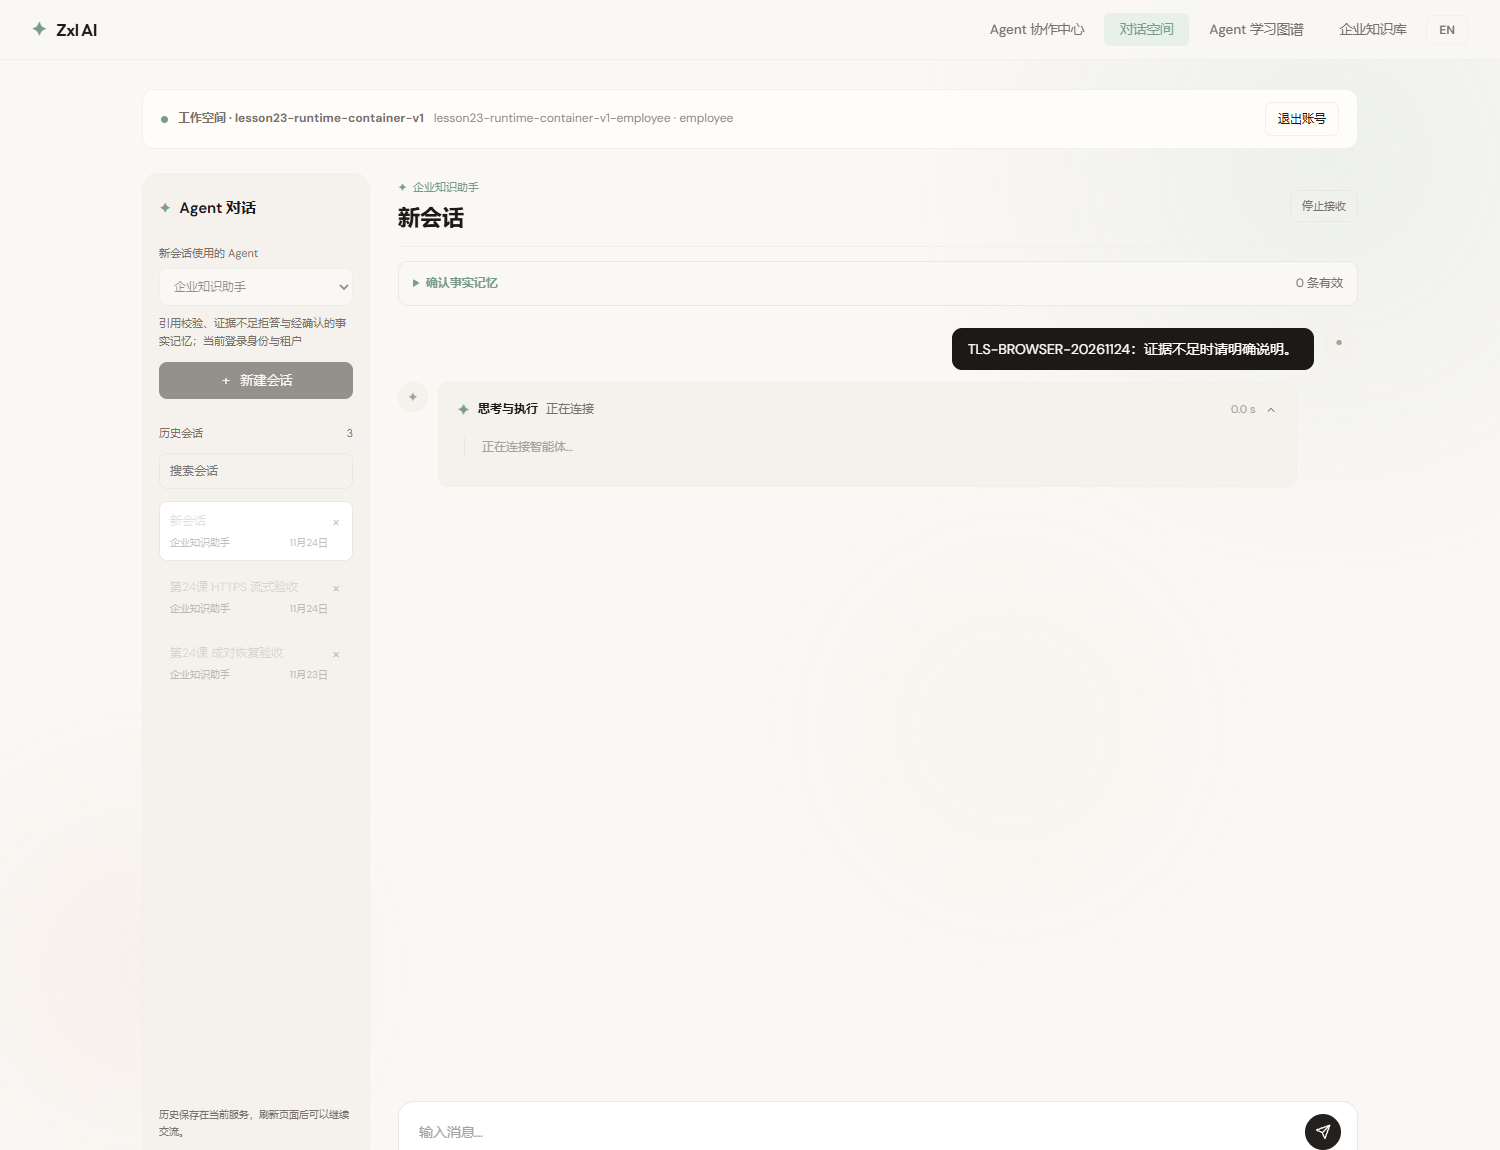 Zxl AI
Agent 协作中心
对话空间
Agent 学习图谱
企业知识库
EN
工作空间 · lesson23-runtime-container-v1 lesson23-runtime-container-v1-employee · employee
退出账号
Agent 对话
新会话使用的 Agent
企业知识助手
引用校验、证据不足拒答与经确认的事
实记忆；当前登录身份与租户
+ 新建会话
历史会话 3
搜索会话
新会话 ×
企业知识助手 11月24日
第24课 HTTPS 流式验收 ×
企业知识助手 11月24日
第24课 成对恢复验收 ×
企业知识助手 11月23日
历史保存在当前服务，刷新页面后可以继续
交流。
企业知识助手
新会话
停止接收
确认事实记忆 0 条有效
TLS-BROWSER-20261124：证据不足时请明确说明。
思考与执行 正在连接 0.0 s
正在连接智能体...
输入消息...